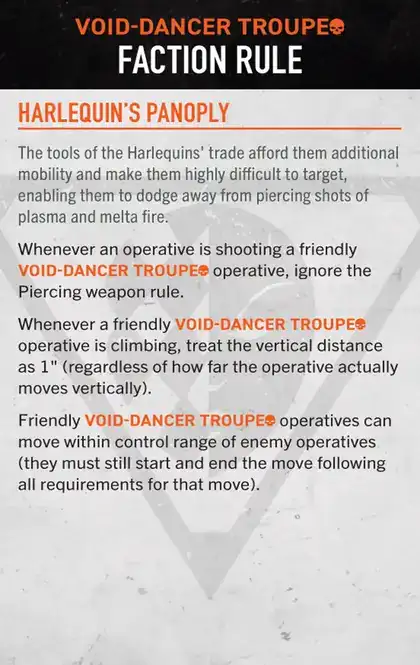 VOID-DANCER TROUPE
FACTION RULE
HARLEQUIN'S PANOPLY
The tools of the Harlequins' trade afford them additional
mobility and make them highly difficult to target,
enabling them to dodge away from piercing shots of
plasma and melta fire.
Whenever an operative is shooting a friendly
VOID-DANCER TROUPE operative, ignore the
Piercing weapon rule.
Whenever a friendly VOID-DANCER TROUPE
operative is climbing, treat the vertical distance
as 1" (regardless of how far the operative actually
moves vertically).
Friendly VOID-DANCER TROUPE operatives can
move within control range of enemy operatives
(they must still start and end the move following
all requirements for that move).